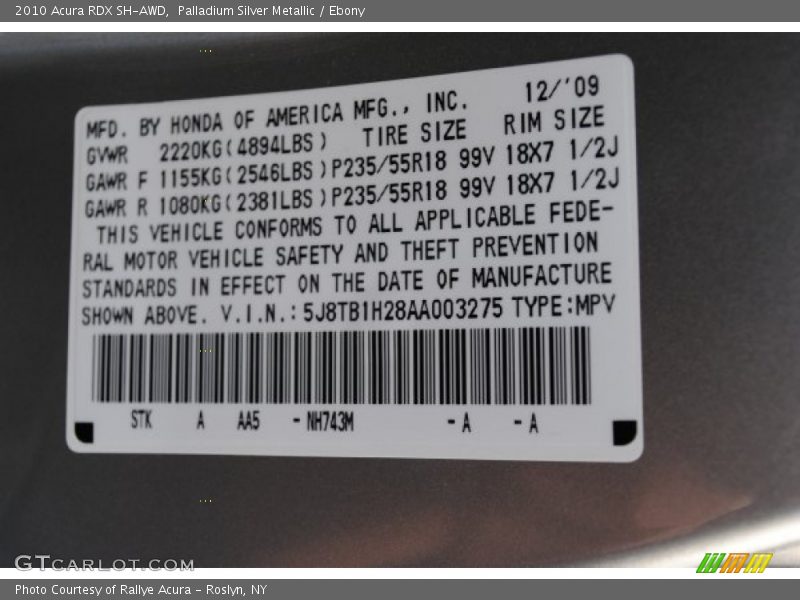 2010 Acura RDX SH-AWD,  Palladium Silver Metallic / Ebony
MFD. BY HONDA OF AMERICA MFG., INC. 12/'09
GVWR 2220KG(4894LBS) TIRE SIZE RIM SIZE
GAWR F 1155KG(2546LBS)P235/55R18 99V 18X7 1/2J
GAWR R 1080KG(2381LBS)P235/55R18 99V 18X7 1/2J
THIS VEHICLE CONFORMS TO ALL APPLICABLE FEDE-
RAL MOTOR VEHICLE SAFETY AND THEFT PREVENTION
STANDARDS IN EFFECT ON THE DATE OF MANUFACTURE
SHOWN ABOVE. V.I.N.:5J8TB1H28AA003275 TYPE:MPV
STK A AA5 -NH743M -A -A
GTCARLOT.COM
Photo Courtesy of Rallye Acura - Roslyn, NY